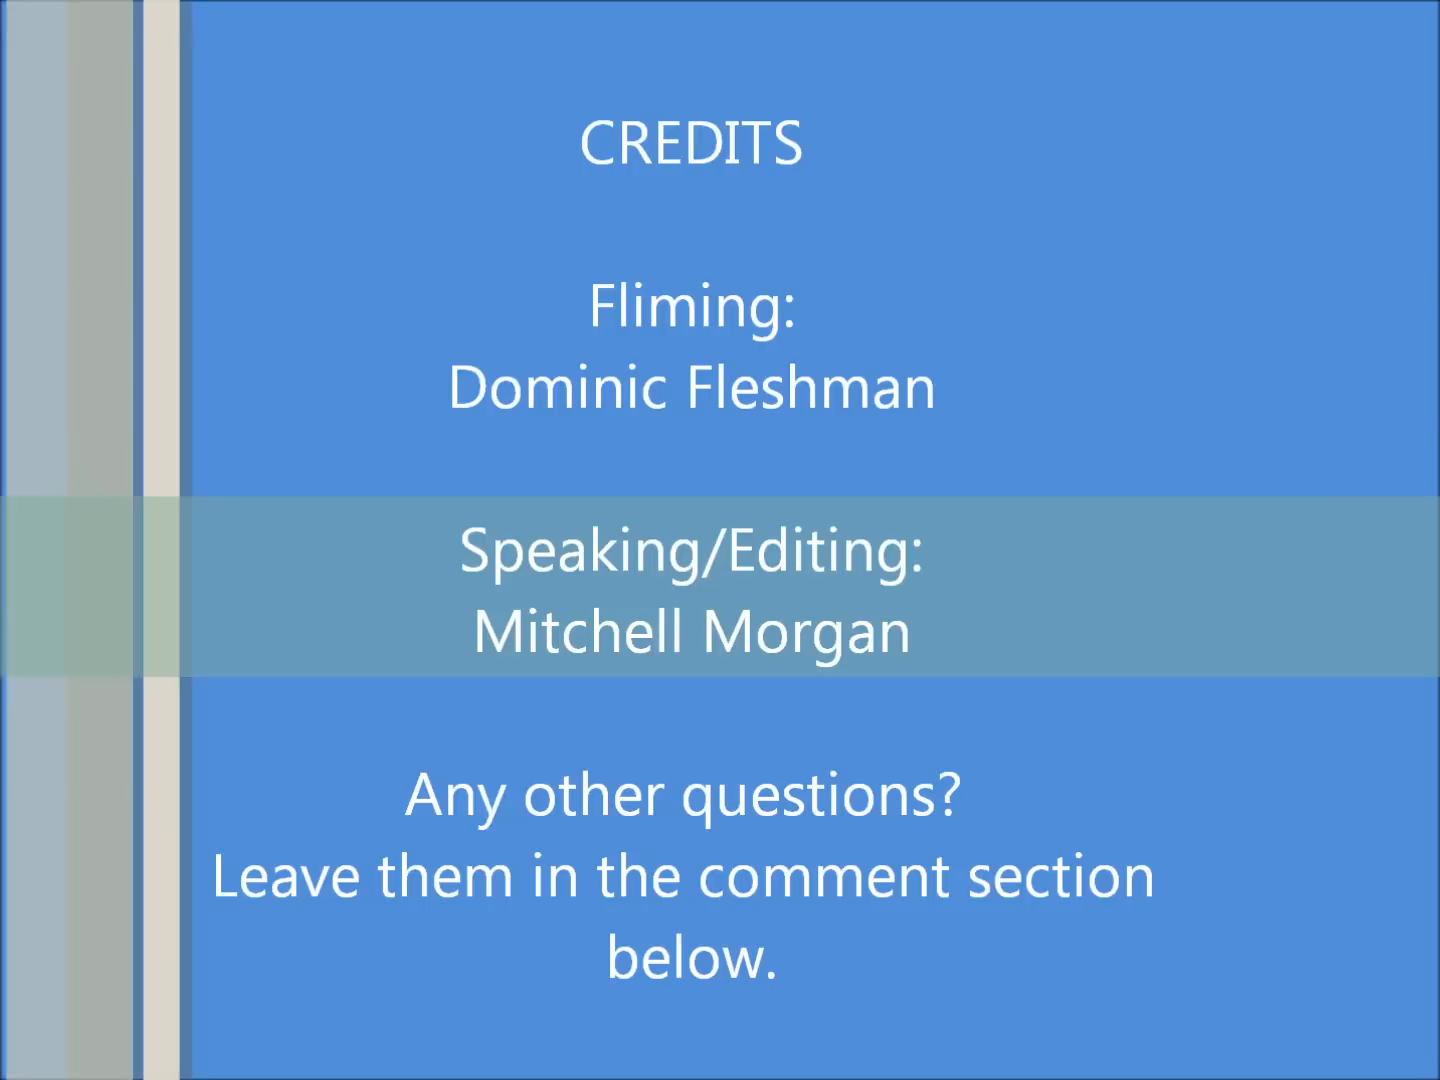 CREDITS
Fliming:
Dominic Fleshman
Speaking/Editing:
Mitchell Morgan
Any other questions?
Leave them in the comment section
below.